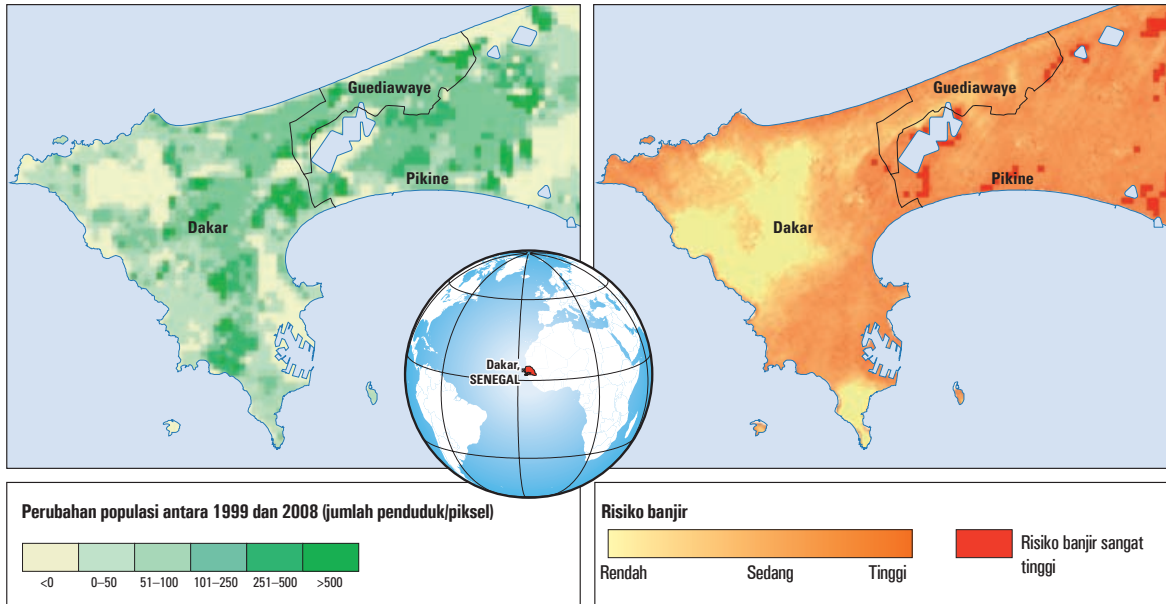 Guediawaye
Pikine
Dakar
Guediawaye
Pikine
Dakar
Dakar,
SENEGAL
Perubahan populasi antara 1999 dan 2008 (jumlah penduduk/piksel)
<0 0–50 51–100 101–250 251–500 >500
Risiko banjir
Rendah Sedang Tinggi
Risiko banjir sangat
tinggi